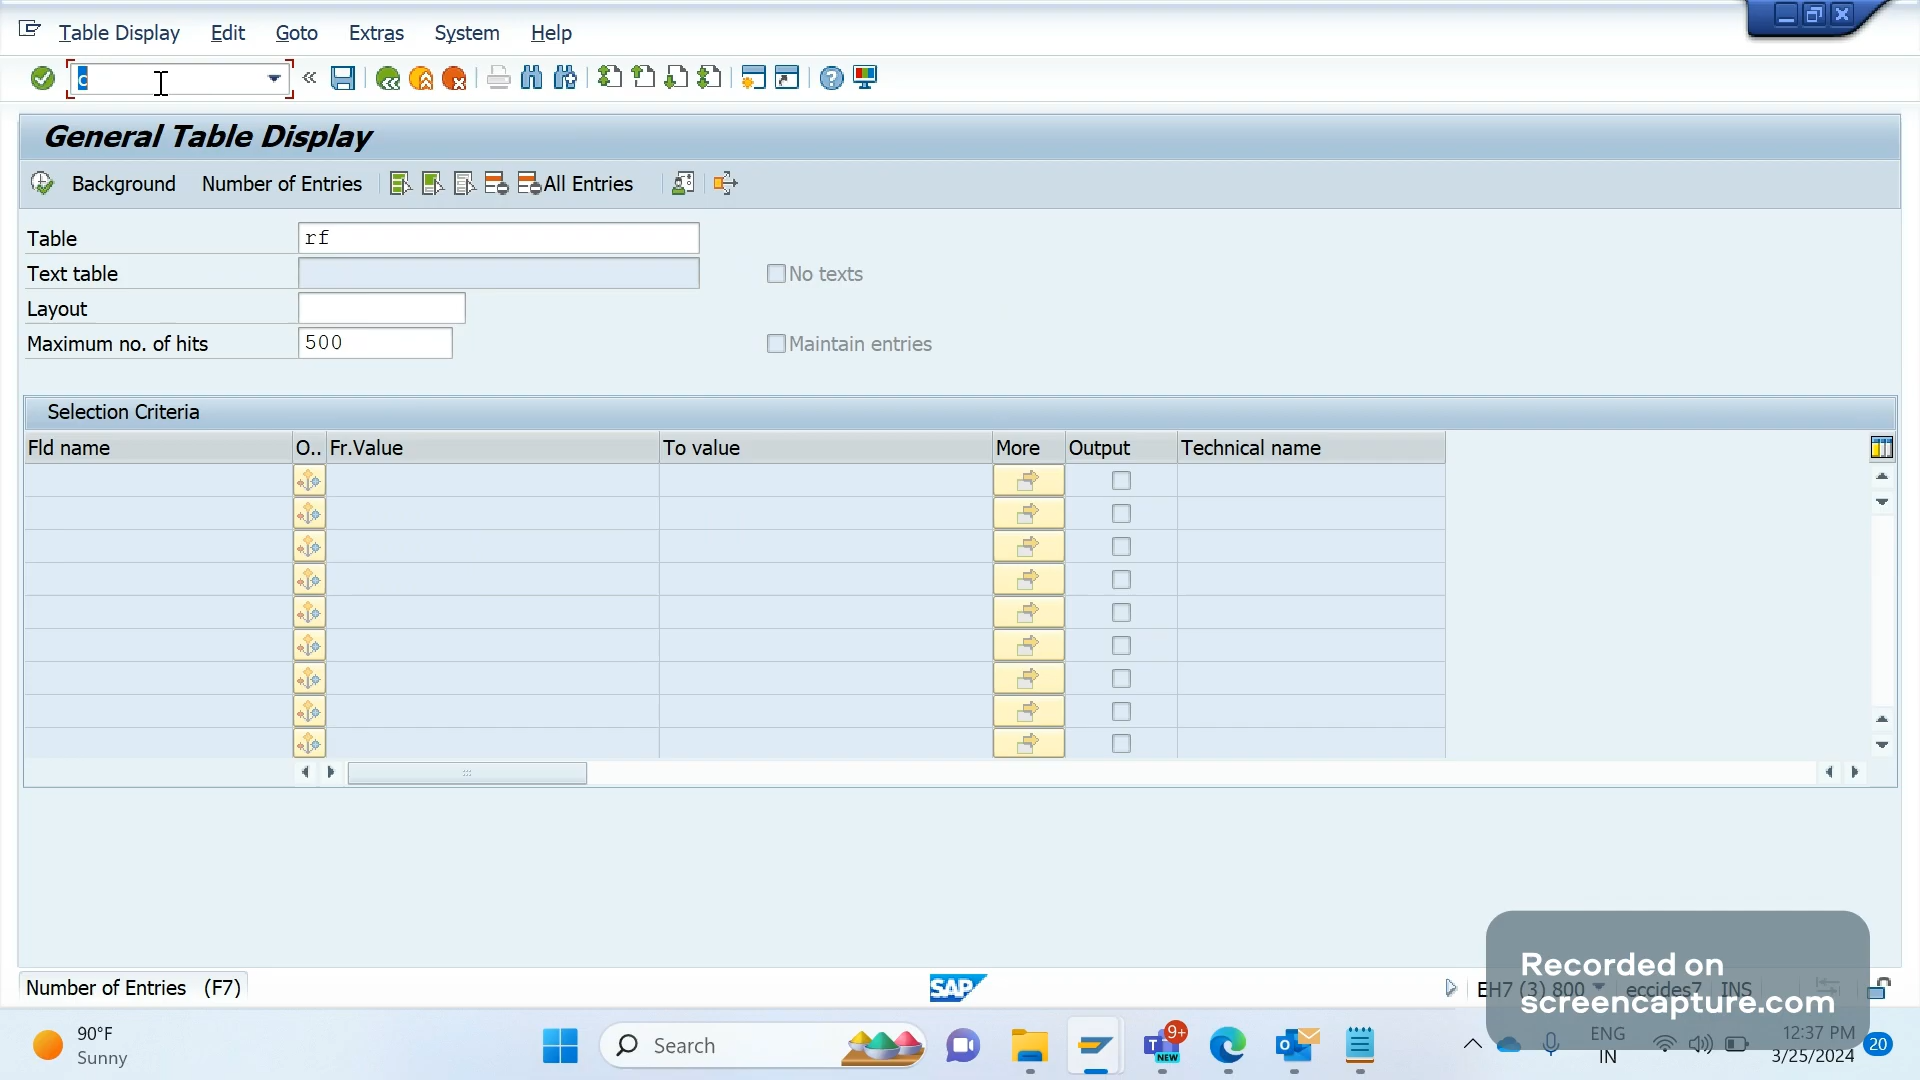 Table Display Edit Goto Extras System Help
c
General Table Display
Background Number of Entries All Entries
Table rf
Text table No texts
Layout
Maximum no. of hits 500 Maintain entries
Selection Criteria
Fld name O.. Fr.Value To value More Output Technical name
Number of Entries (F7) SAP EH7 (3) 800 eccides7 INS
Recorded on
screencapture.com
90°F
Sunny
Search
9+
T
NEW
ENG
IN
12:37 PM
3/25/2024
20